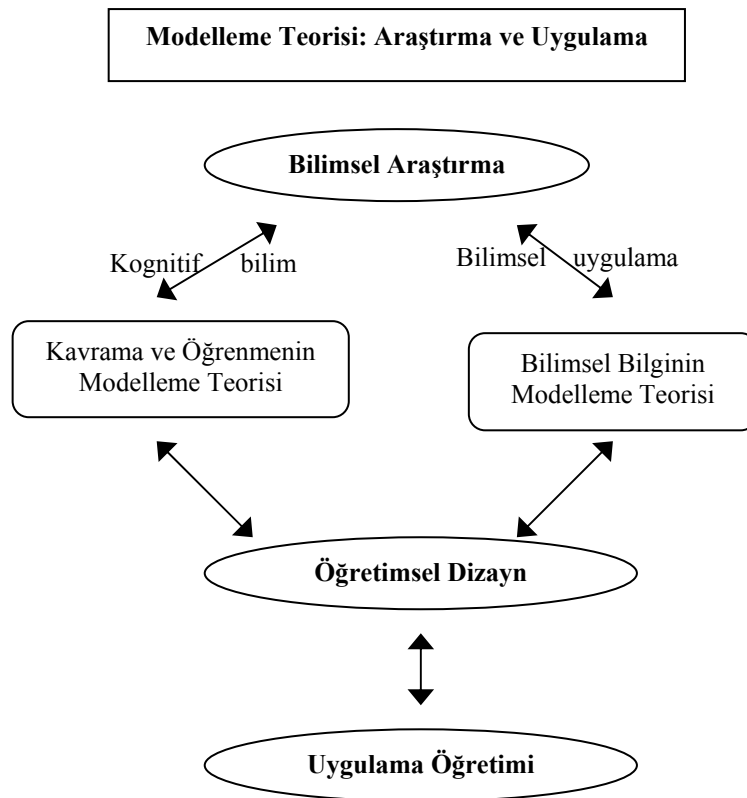 Modelleme Teorisi: Araştırma ve Uygulama
Bilimsel Araştırma
Kognitif bilim
Bilimsel uygulama
Kavrama ve Öğrenmenin
Modelleme Teorisi
Bilimsel Bilginin
Modelleme Teorisi
Öğretimsel Dizayn
Uygulama Öğretimi